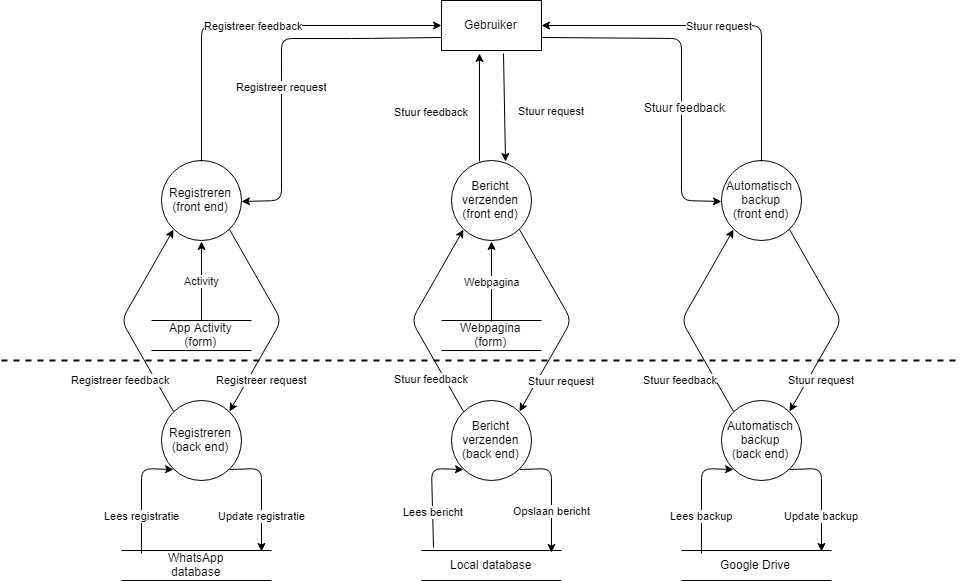 Gebruiker
Registreer feedback
Stuur request
Registreer request
Stuur feedback
Stuur request
Stuur feedback
Registreren
(front end)
Bericht
verzenden
(front end)
Automatisch
backup
(front end)
Activity
Webpagina
App Activity
(form)
Webpagina
(form)
Registreer feedback
Registreer request
Stuur feedback
Stuur request
Stuur feedback
Stuur request
Registreren
(back end)
Bericht
verzenden
(back end)
Automatisch
backup
(back end)
Lees registratie
Update registratie
Lees bericht
Opslaan bericht
Lees backup
Update backup
WhatsApp
database
Local database
Google Drive